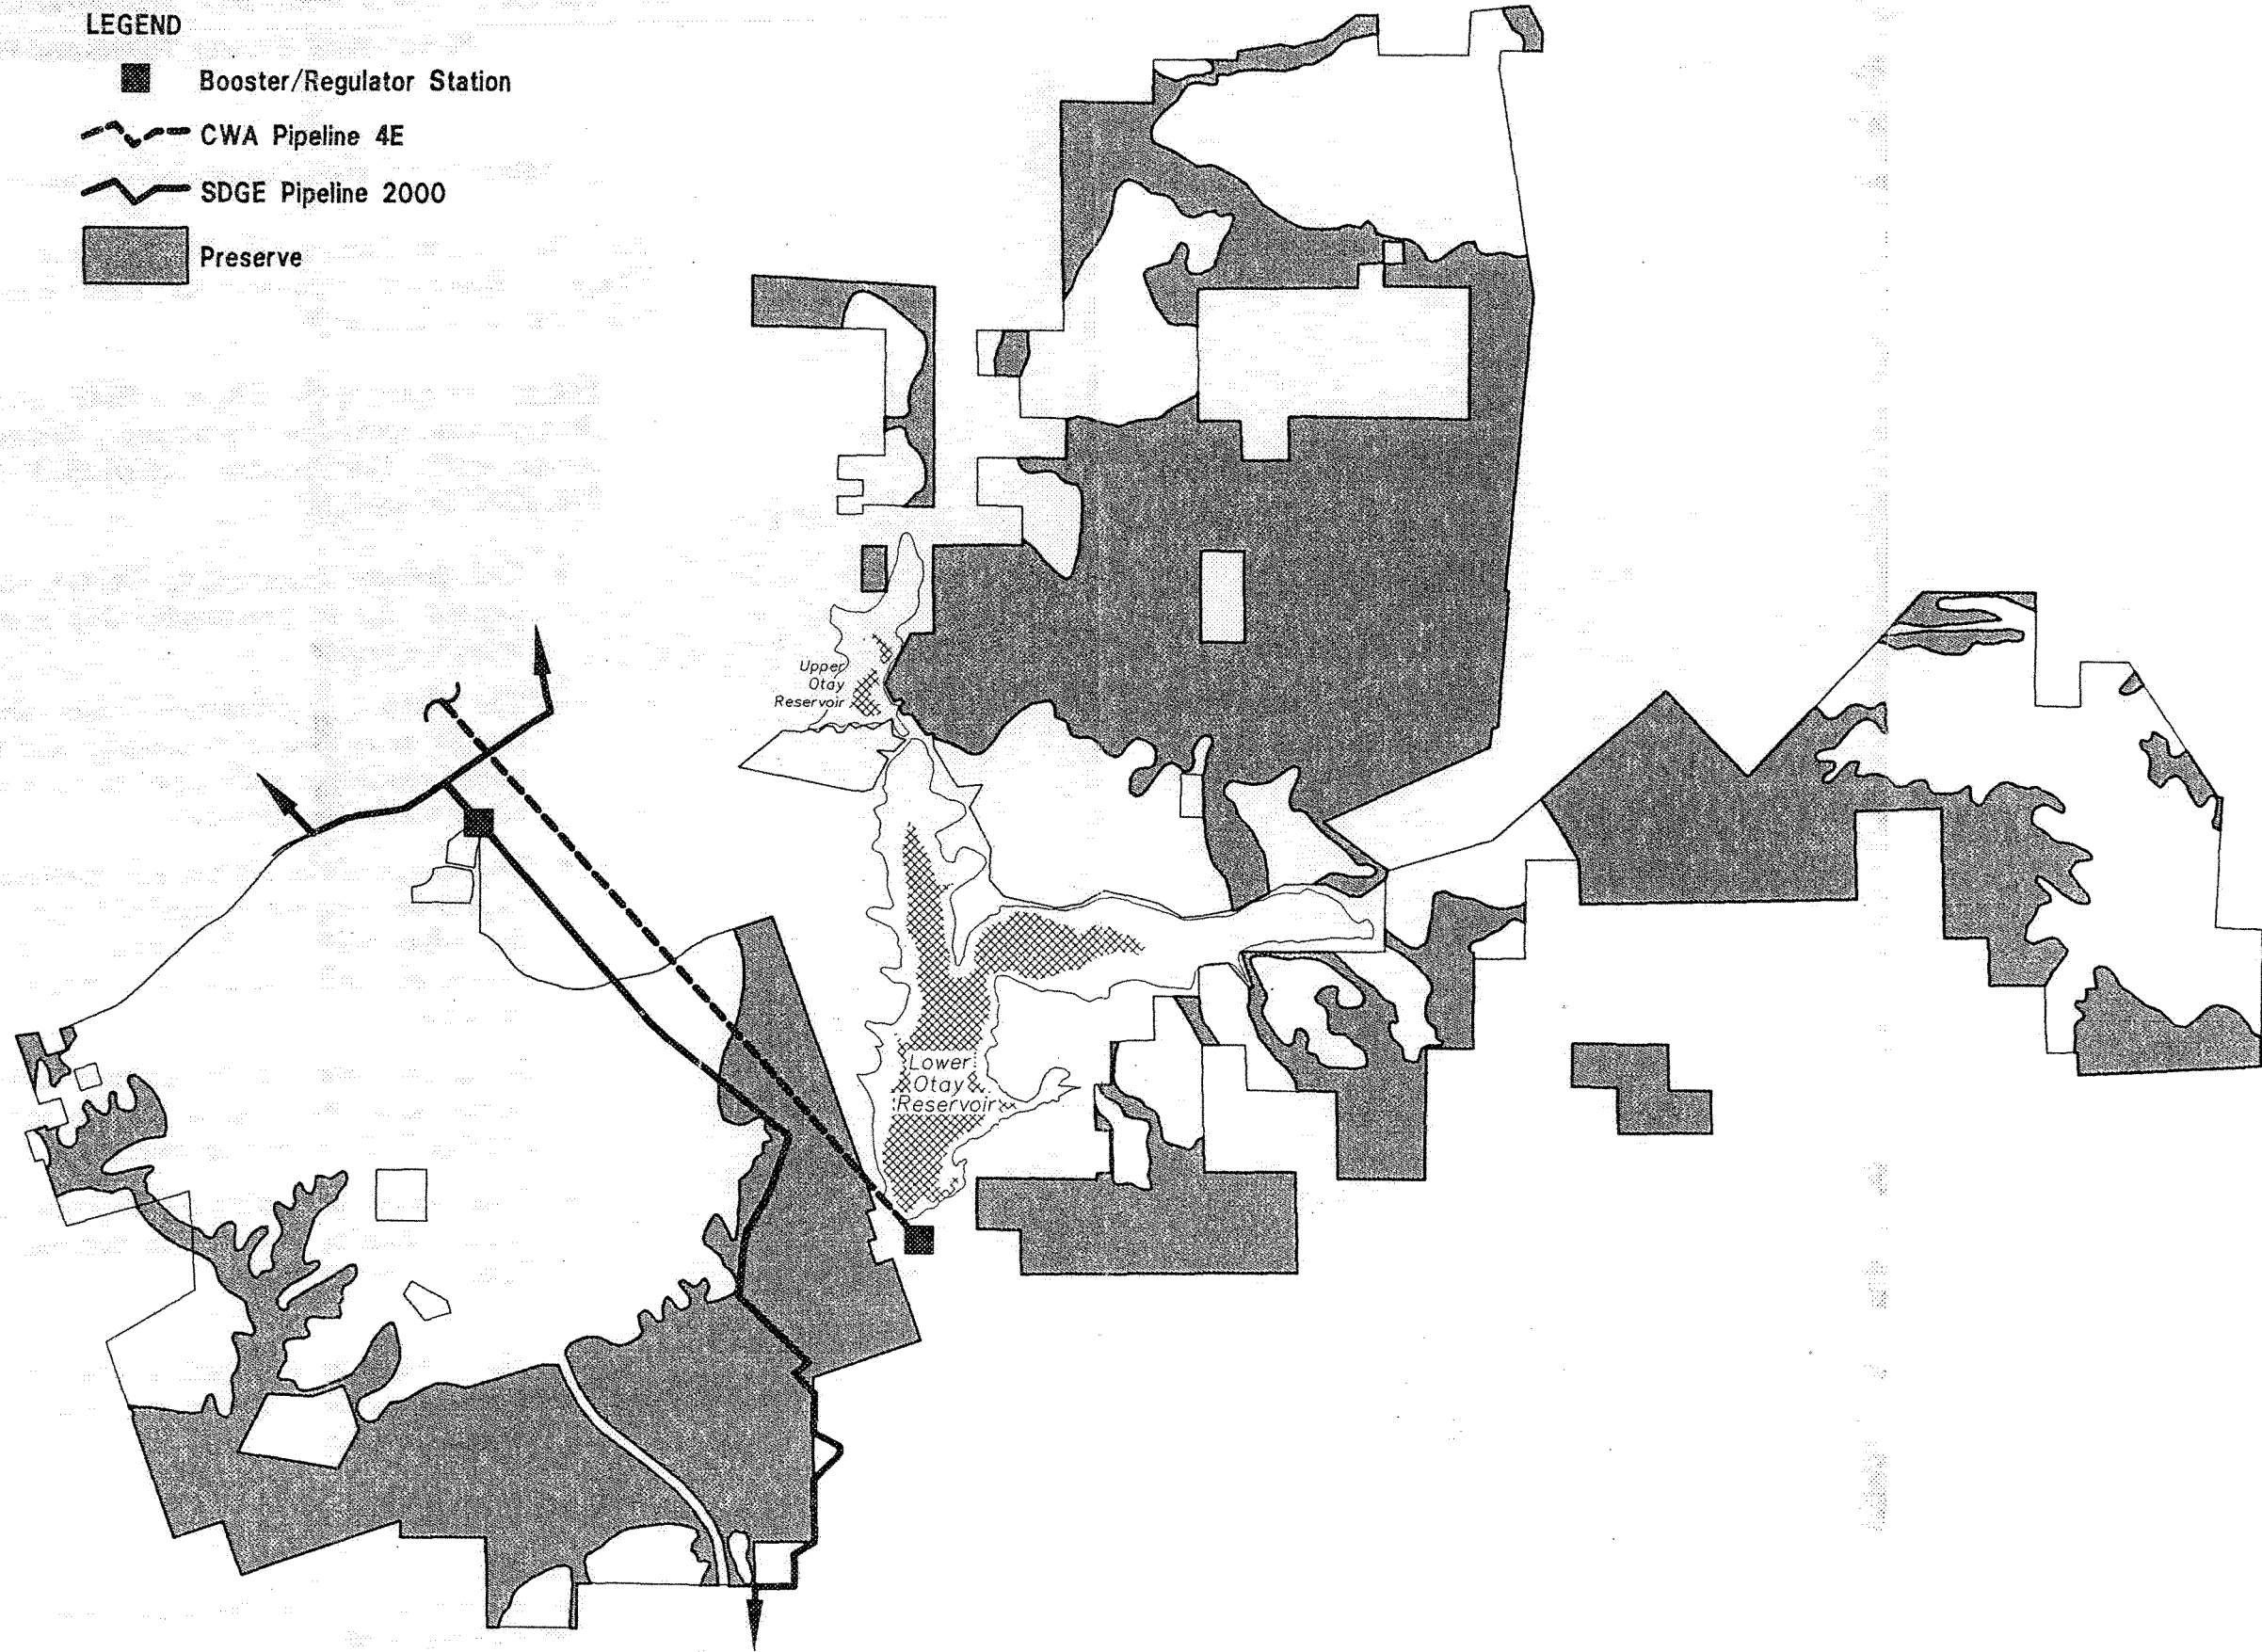 LEGEND
Booster/Regulator Station
CWA Pipeline 4E
SDGE Pipeline 2000
Preserve
Upper
Otay
Reservoir
Lower
Otay
Reservoir